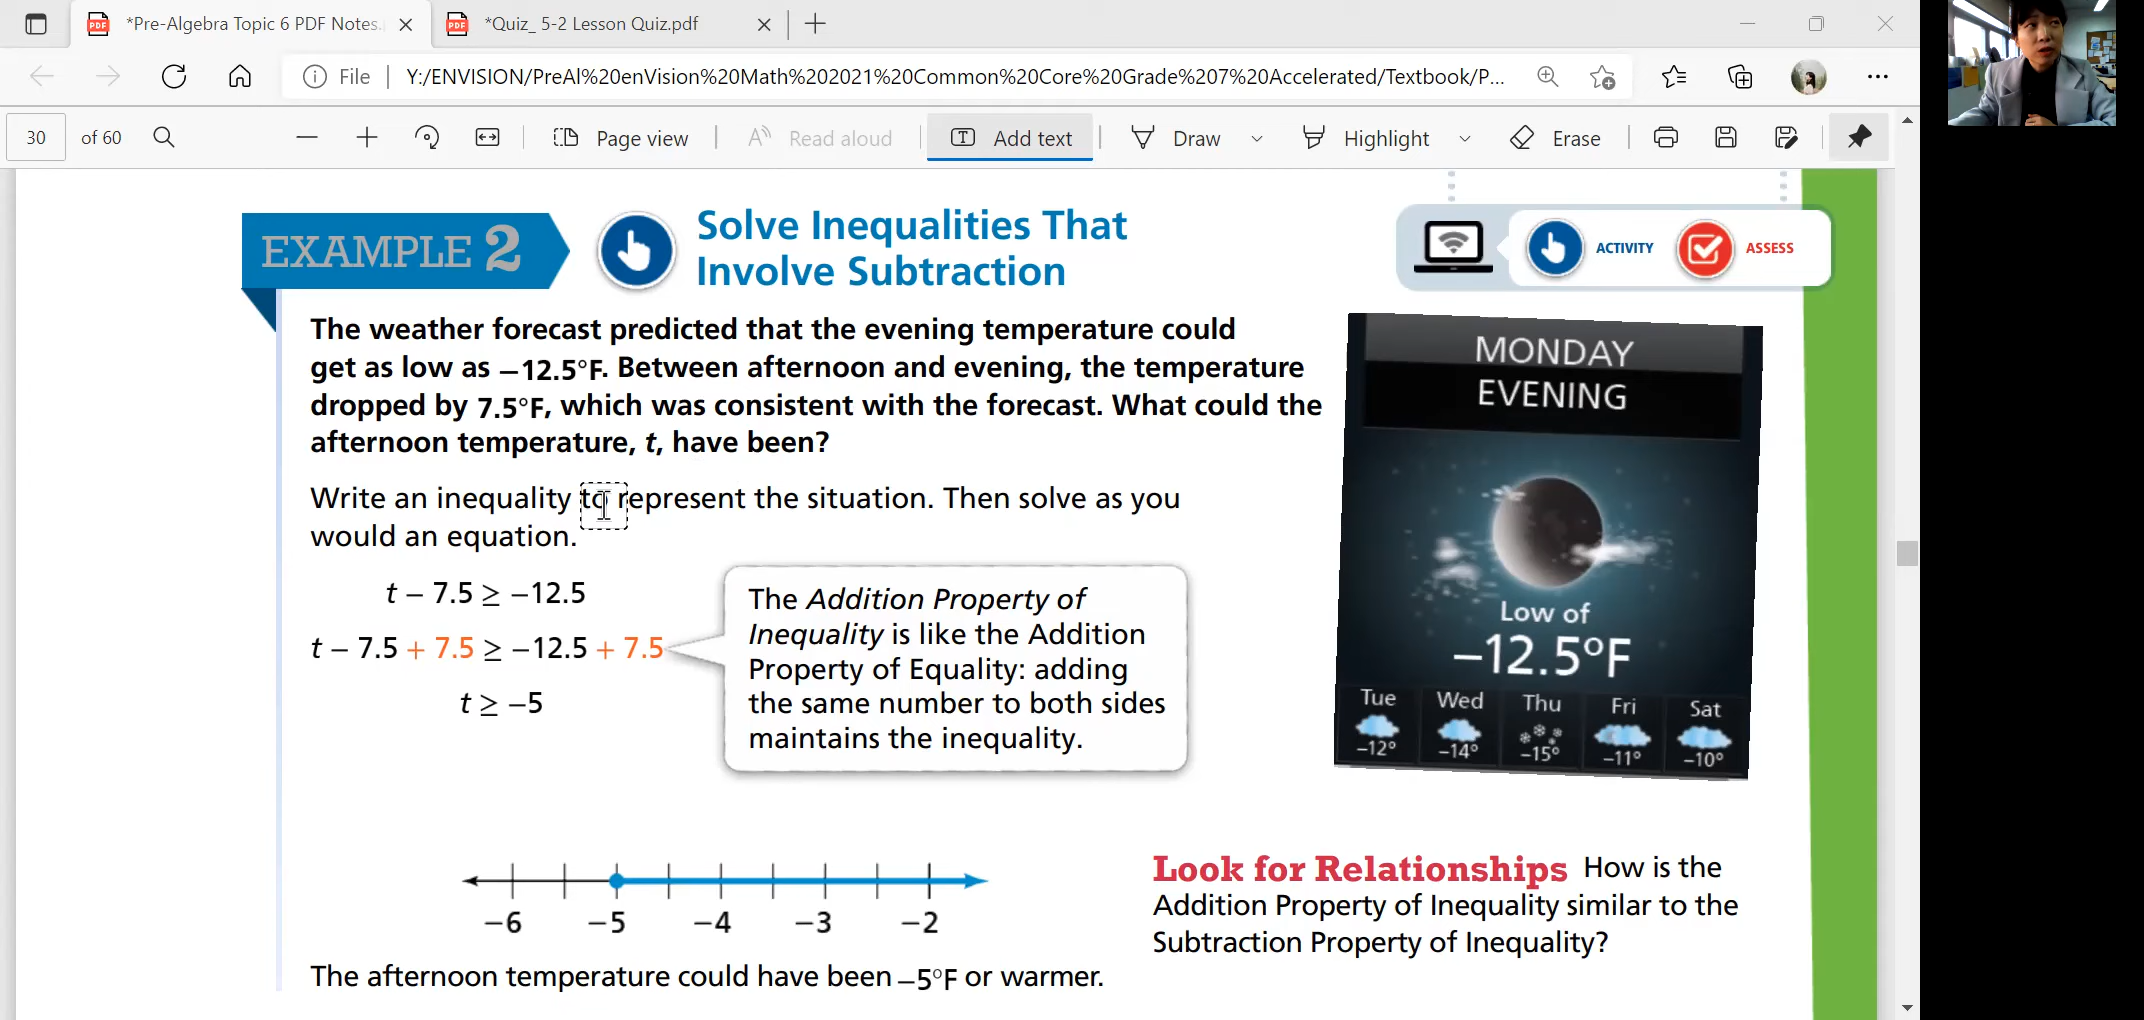 *Pre-Algebra Topic 6 PDF Notes.
*Quiz_ 5-2 Lesson Quiz.pdf
File
Y:/ENVISION/PreAl%20enVision%20Math%202021%20Common%20Core%20Grade%207%20Accelerated/Textbook/P...
30 of 60
Page view
Read aloud
Add text
Draw
Highlight
Erase
EXAMPLE 2
Solve Inequalities That
Involve Subtraction
ACTIVITY
ASSESS
The weather forecast predicted that the evening temperature could
get as low as −12.5°F. Between afternoon and evening, the temperature
dropped by 7.5°F, which was consistent with the forecast. What could the
afternoon temperature, t, have been?
Write an inequality to represent the situation. Then solve as you
would an equation.
t − 7.5 ≥ −12.5
t − 7.5 + 7.5 ≥ −12.5 + 7.5
t ≥ −5
The Addition Property of
Inequality is like the Addition
Property of Equality: adding
the same number to both sides
maintains the inequality.
MONDAY
EVENING
Low of
−12.5°F
Tue Wed Thu Fri Sat
−12° −14° −15° −11° −10°
−6 −5 −4 −3 −2
The afternoon temperature could have been −5°F or warmer.
Look for Relationships How is the
Addition Property of Inequality similar to the
Subtraction Property of Inequality?